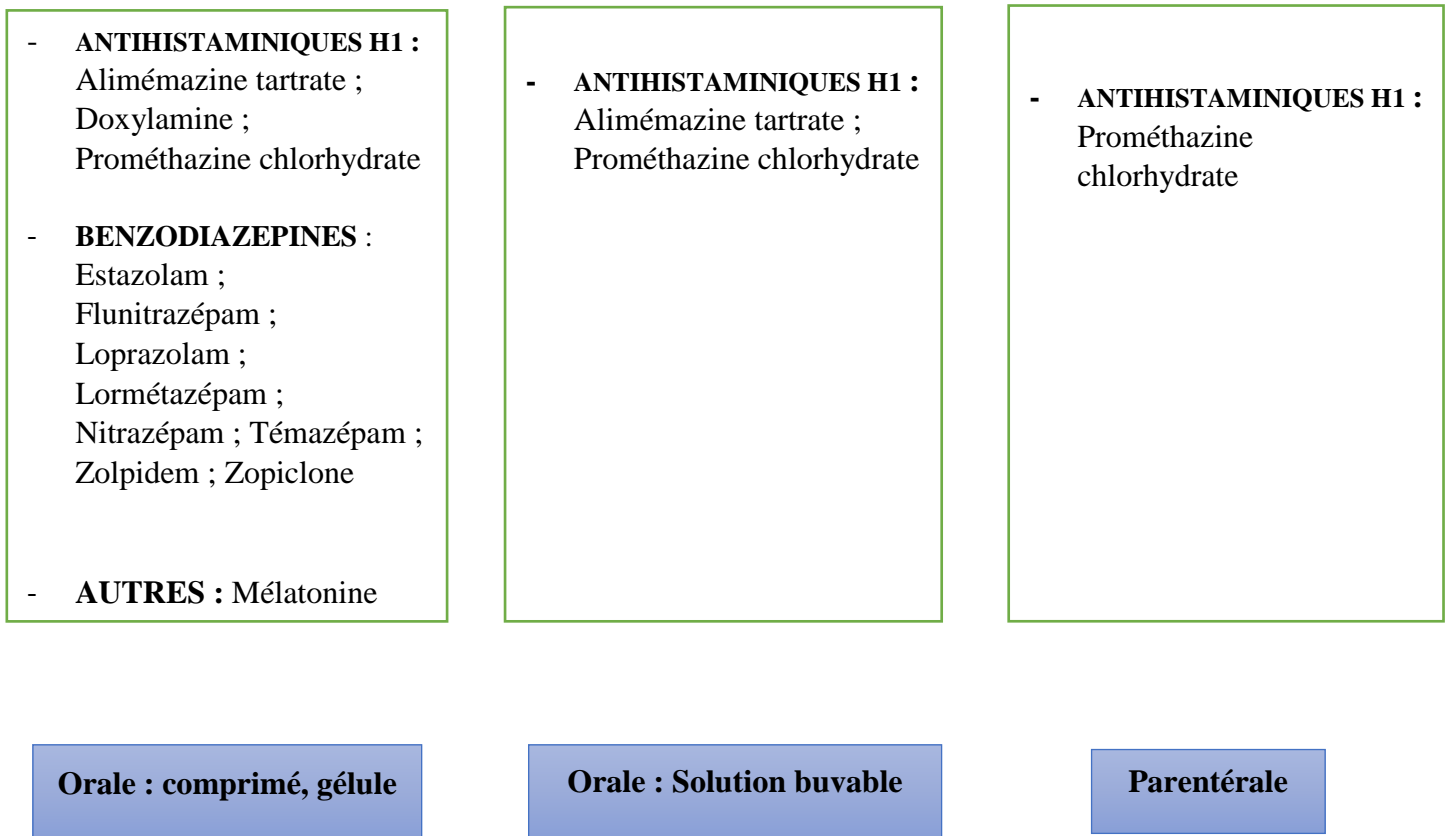 - ANTIHISTAMINIQUES H1 :
Alimémazine tartrate ;
Doxylamine ;
Prométhazine chlorhydrate
- BENZODIAZEPINES :
Estazolam ;
Flunitrazépam ;
Loprazolam ;
Lormétazépam ;
Nitrazépam ; Témazépam ;
Zolpidem ; Zopiclone
- AUTRES : Mélatonine
- ANTIHISTAMINIQUES H1 :
Alimémazine tartrate ;
Prométhazine chlorhydrate
- ANTIHISTAMINIQUES H1 :
Prométhazine
chlorhydrate
Orale : comprimé, gélule
Orale : Solution buvable
Parentérale